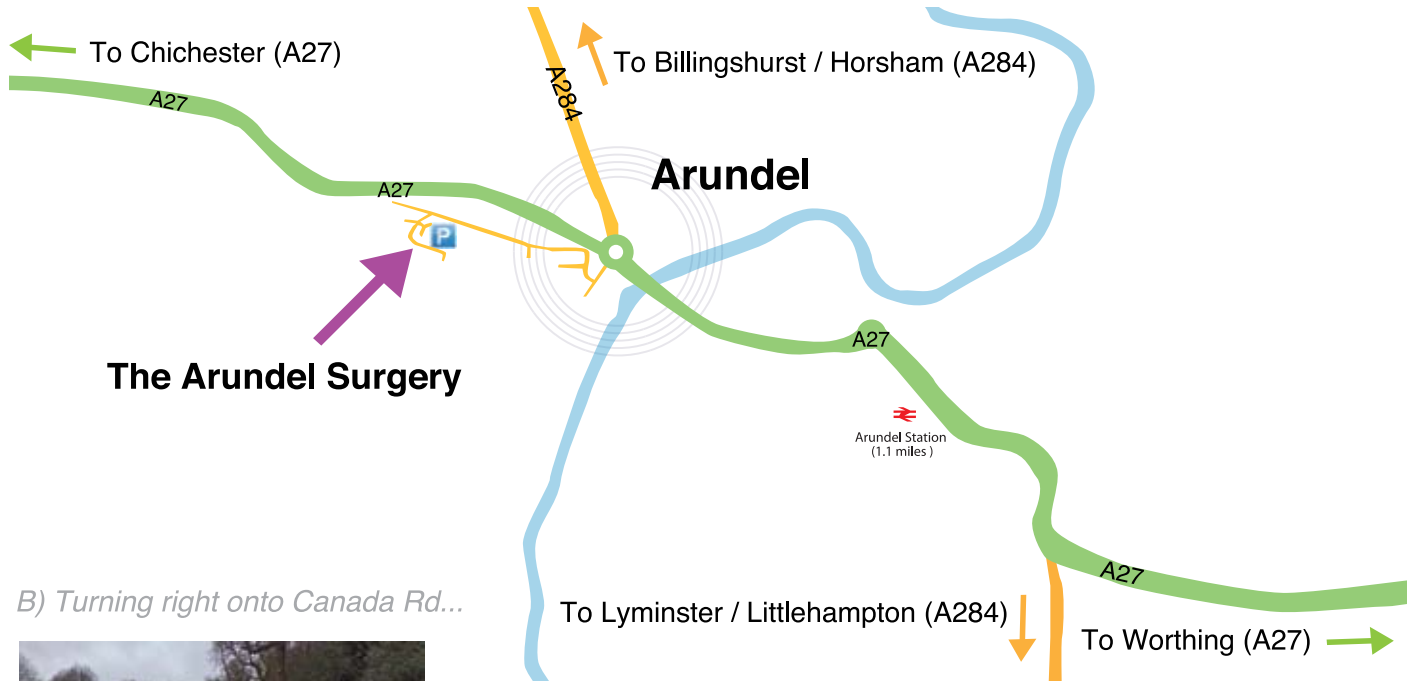 To Chichester (A27)
To Billingshurst / Horsham (A284)
A27
A284
Arundel
A27
P
The Arundel Surgery
A27
Arundel Station
(1.1 miles )
A27
B) Turning right onto Canada Rd...
To Lyminster / Littlehampton (A284)
To Worthing (A27)